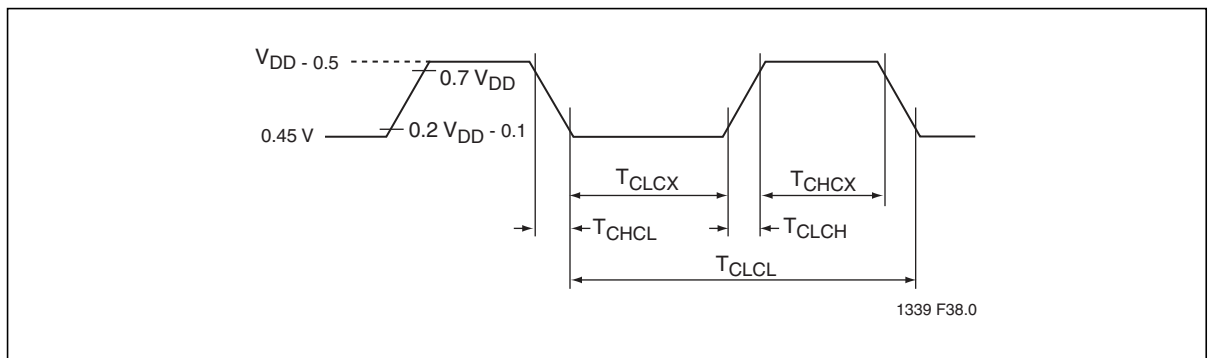 VDD - 0.5
0.7 VDD
0.45 V
0.2 VDD - 0.1
TCLCX
TCHCX
TCHCL
TCLCH
TCLCL
1339 F38.0